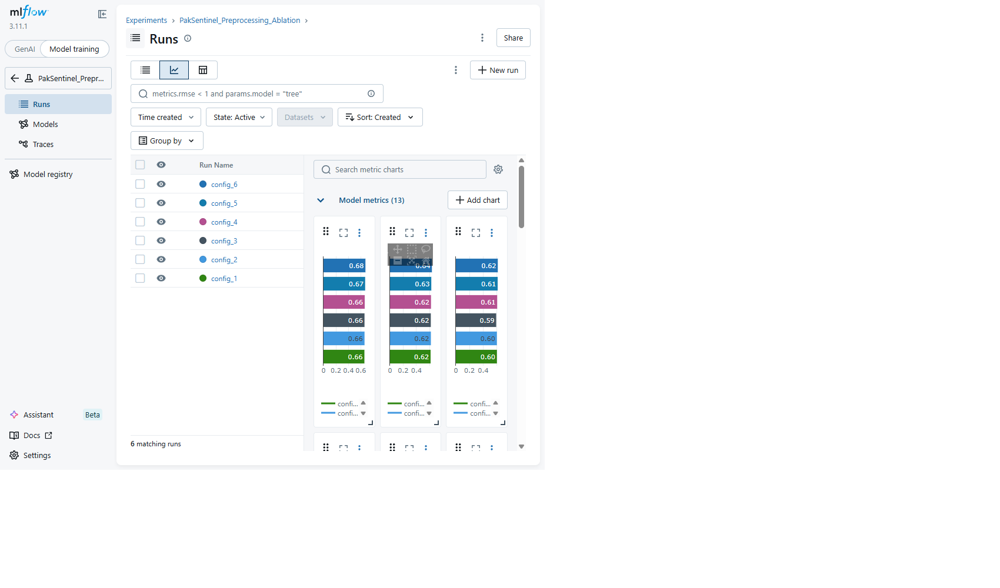 mlflow
3.11.1
GenAI
Model training
PakSentinel_Prepr...
Runs
Models
Traces
Model registry
Assistant
Beta
Docs
Settings
Experiments > PakSentinel_Preprocessing_Ablation >
Runs
Share
New run
metrics.rmse < 1 and params.model = "tree"
Time created
State: Active
Datasets
Sort: Created
Group by
Run Name
config_6
config_5
config_4
config_3
config_2
config_1
6 matching runs
Search metric charts
Model metrics (13)
Add chart
0.68
0.67
0.66
0.66
0.66
0.66
0 0.2 0.4 0.6
confi...
confi...
0.64
0.63
0.62
0.62
0.62
0.62
0 0.2 0.4
confi...
confi...
0.62
0.61
0.61
0.59
0.60
0.60
0 0.2 0.4
confi...
confi...